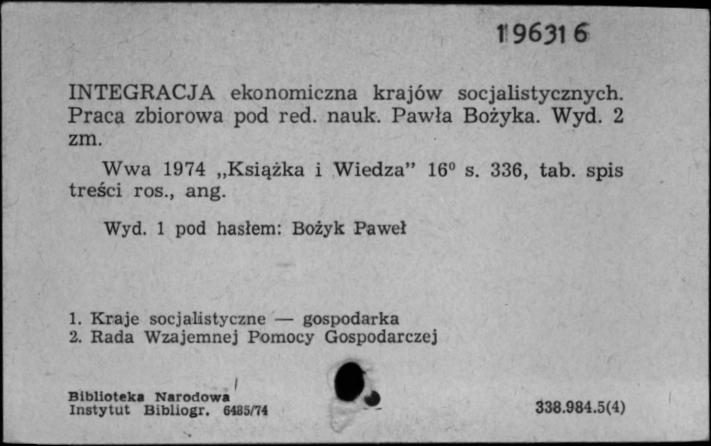 196316
INTEGRACJA ekonomiczna krajów socjalistycznych.
Praca zbiorowa pod red. nauk. Pawła Bożyka. Wyd. 2
zm.
Wwa 1974 „Książka i Wiedza” 16⁰ s. 336, tab. spis
treści ros., ang.
Wyd. 1 pod hasłem: Bożyk Paweł
1. Kraje socjalistyczne — gospodarka
2. Rada Wzajemnej Pomocy Gospodarczej
Biblioteka Narodowa
Instytut Bibliogr. 6485/74
338.984.5(4)